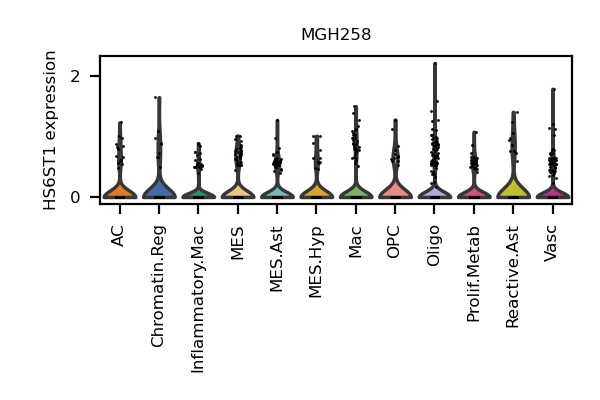 MGH258
HS6ST1 expression
2
0
AC
Chromatin.Reg
Inflammatory.Mac
MES
MES.Ast
MES.Hyp
Mac
OPC
Oligo
Prolif.Metab
Reactive.Ast
Vasc